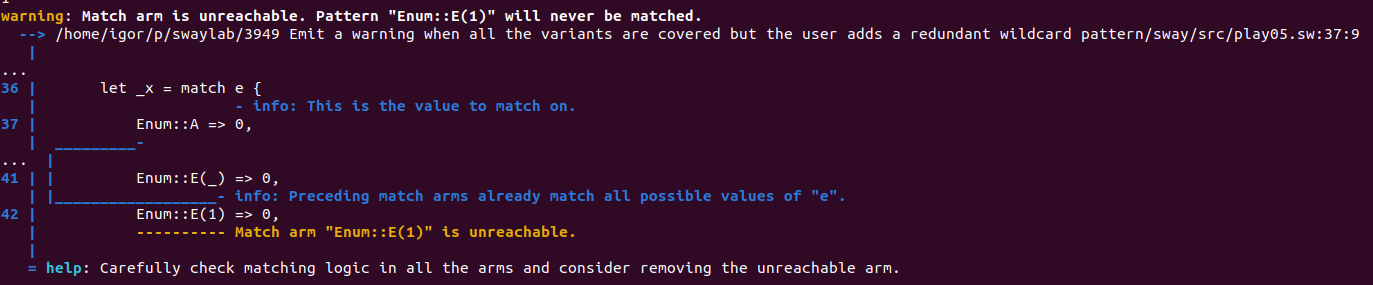 warning: Match arm is unreachable. Pattern "Enum::E(1)" will never be matched.
--> /home/igor/p/swaylab/3949 Emit a warning when all the variants are covered but the user adds a redundant wildcard pattern/sway/src/play05.sw:37:9
|
...
36 | let _x = match e {
| - info: This is the value to match on.
37 | Enum::A => 0,
| _________-
... |
41 | | Enum::E(_) => 0,
| |__________________- info: Preceding match arms already match all possible values of "e".
42 | Enum::E(1) => 0,
| ---------- Match arm "Enum::E(1)" is unreachable.
|
= help: Carefully check matching logic in all the arms and consider removing the unreachable arm.